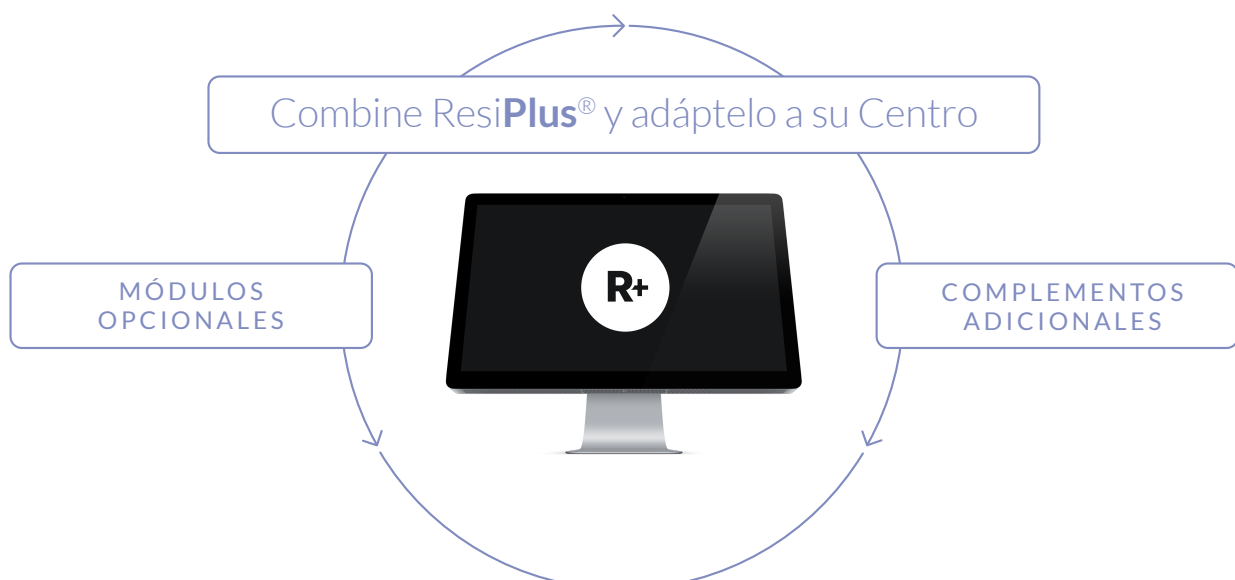 Combine ResiPlus® y adáptelo a su Centro
R+
MÓDULOS
OPCIONALES
COMPLEMENTOS
ADICIONALES